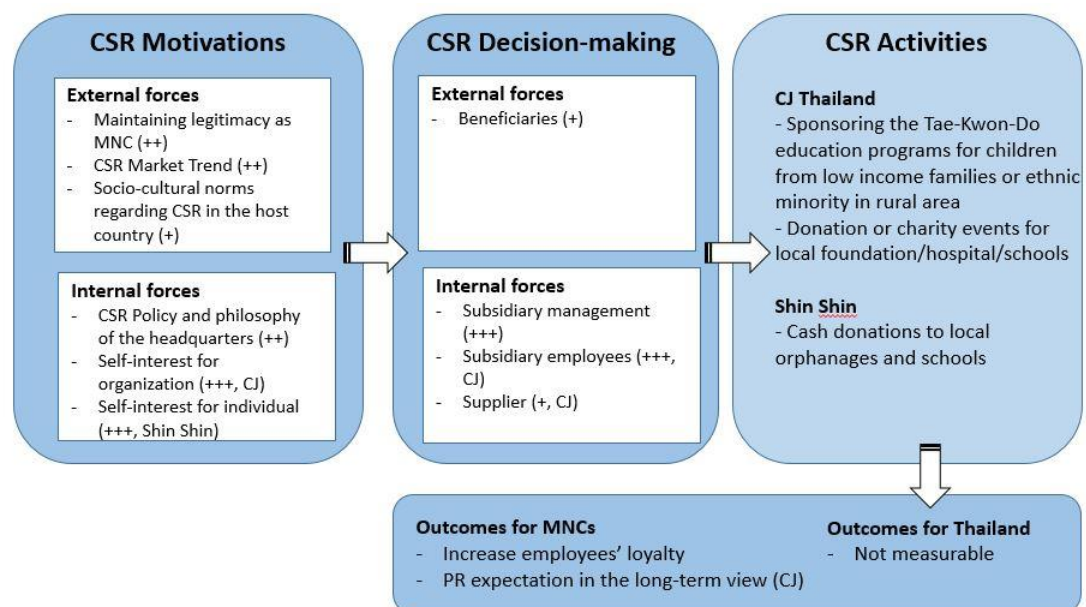 CSR Motivations
External forces
- Maintaining legitimacy as
MNC (++)
- CSR Market Trend (++)
- Socio-cultural norms
regarding CSR in the host
country (+)
Internal forces
- CSR Policy and philosophy
of the headquarters (++)
- Self-interest for
organization (+++, CJ)
- Self-interest for individual
(+++, Shin Shin)
CSR Decision-making
External forces
- Beneficiaries (+)
Internal forces
- Subsidiary management
(+++)
- Subsidiary employees (+++,
CJ)
- Supplier (+, CJ)
CSR Activities
CJ Thailand
- Sponsoring the Tae-Kwon-Do
education programs for children
from low income families or ethnic
minority in rural area
- Donation or charity events for
local foundation/hospital/schools
Shin Shin
- Cash donations to local
orphanages and schools
Outcomes for MNCs
- Increase employees’ loyalty
- PR expectation in the long-term view (CJ)
Outcomes for Thailand
- Not measurable